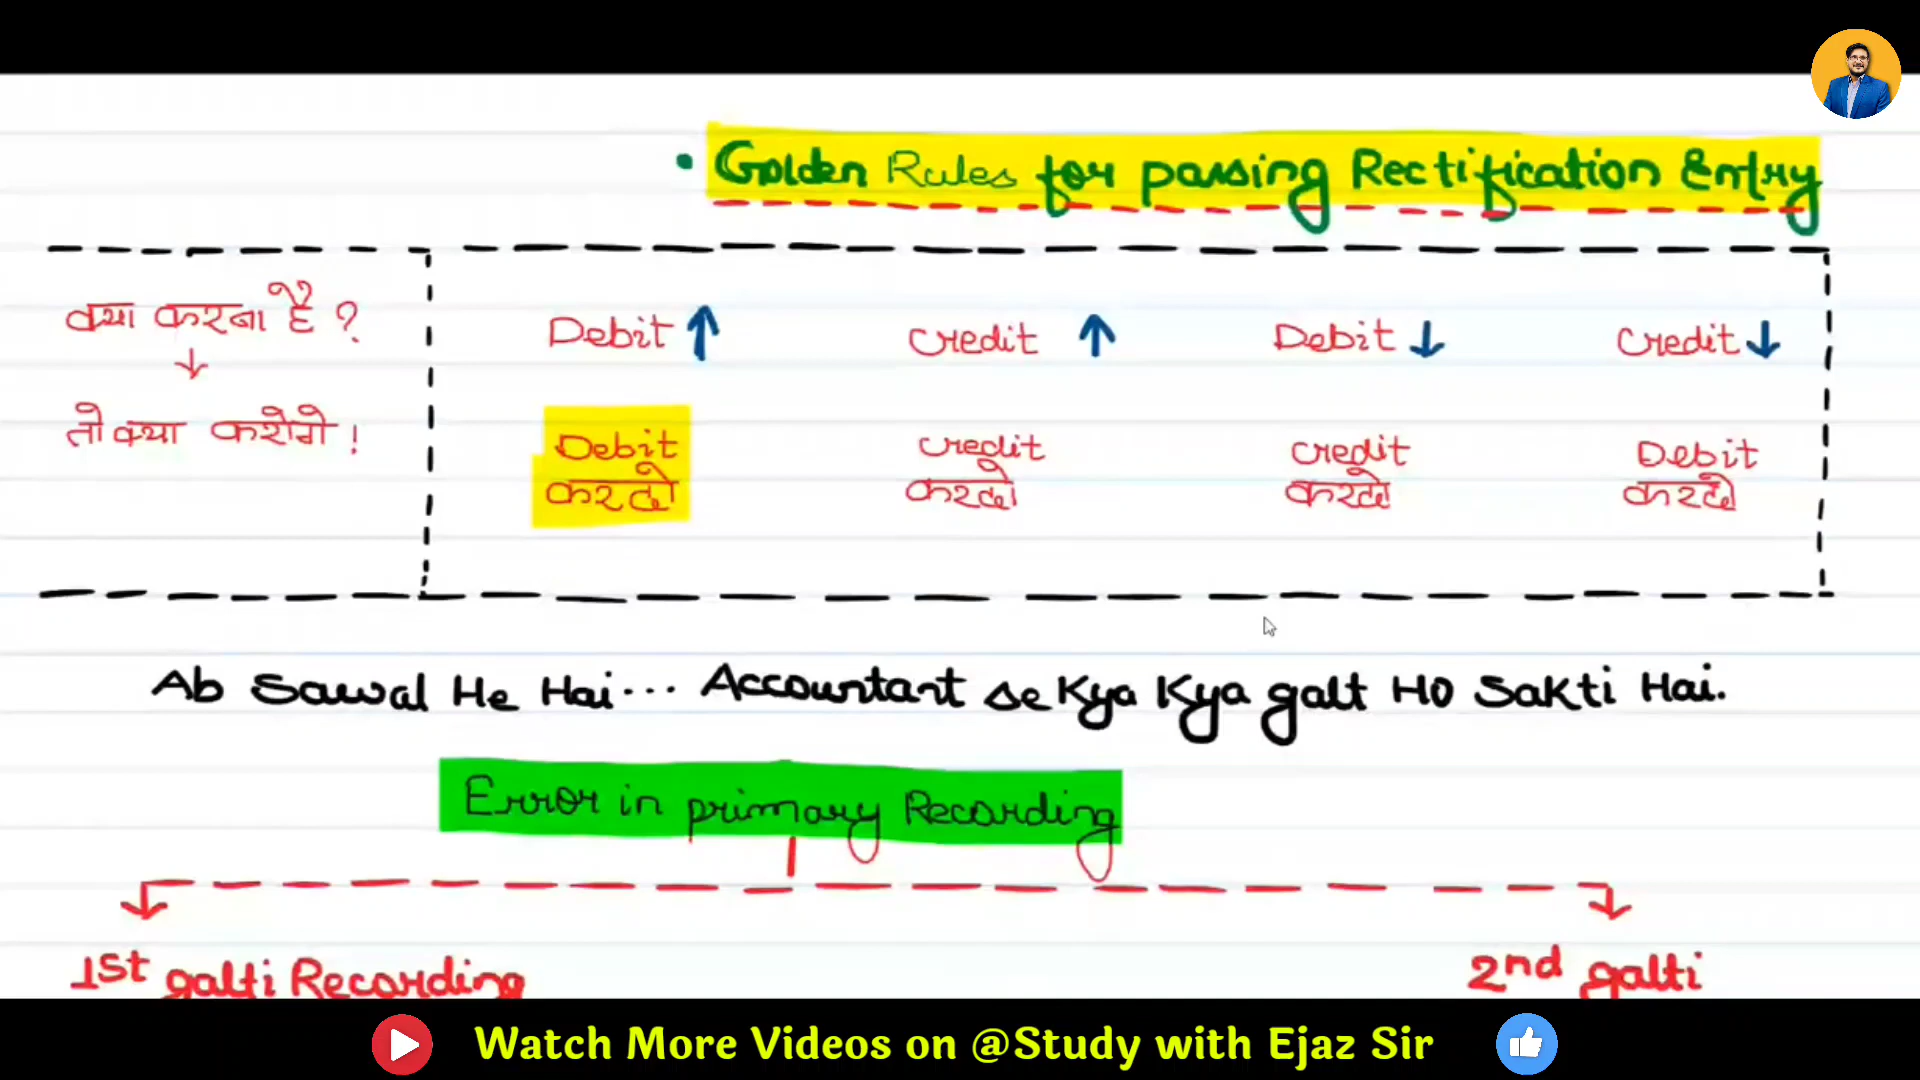 • Golden Rules for passing Rectification Entry
क्या करना है ? Debit ↑ Credit ↑ Debit ↓ Credit ↓
↓
तो क्या करोगे ! Debit Credit Credit Debit
करदो करदो करदो करदो
Ab Sawal He Hai... Accountant se Kya Kya galt Ho Sakti Hai.
Error in primary Recording
1st galti Recording 2nd galti
Watch More Videos on @Study with Ejaz Sir